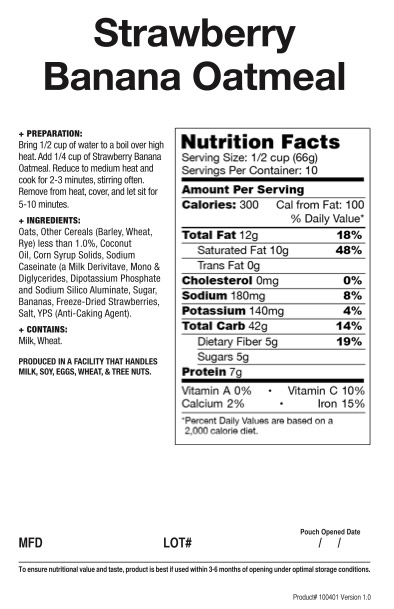 Strawberry
Banana Oatmeal
+ PREPARATION:
Bring 1/2 cup of water to a boil over high
heat. Add 1/4 cup of Strawberry Banana
Oatmeal. Reduce to medium heat and
cook for 2-3 minutes, stirring often.
Remove from heat, cover, and let sit for
5-10 minutes.
+ INGREDIENTS:
Oats, Other Cereals (Barley, Wheat,
Rye) less than 1.0%, Coconut
Oil, Corn Syrup Solids, Sodium
Caseinate (a Milk Derivitave, Mono &
Diglycerides, Dipotassium Phosphate
and Sodium Silico Aluminate, Sugar,
Bananas, Freeze-Dried Strawberries,
Salt, YPS (Anti-Caking Agent).
+ CONTAINS:
Milk, Wheat.
PRODUCED IN A FACILITY THAT HANDLES
MILK, SOY, (EGGS, WHEAT, & TREE NUTS.
Nutrition Facts
Serving Size: 1/2 cup (66g)
Servings Per Container: 10
Amount Per Serving
Calories: 300 Cal from Fat: 100
% Daily Value*
Total Fat 12g 18%
Saturated Fat 10g 48%
Trans Fat 0g
Cholesterol 0mg 0%
Sodium 180mg 8%
Potassium 140mg 4%
Total Carb 42g 14%
Dietary Fiber 5g 19%
Sugars 5g
Protein 7g
Vitamin A 0% • Vitamin C 10%
Calcium 2% • Iron 15%
*Percent Daily Values are based on a
2,000 calorie diet.
Pouch Opened Date
MFD LOT# / /
To ensure nutritional value and taste, product is best if used within 3-6 months of opening under optimal storage conditions.
Product# 100401 Version 1.0